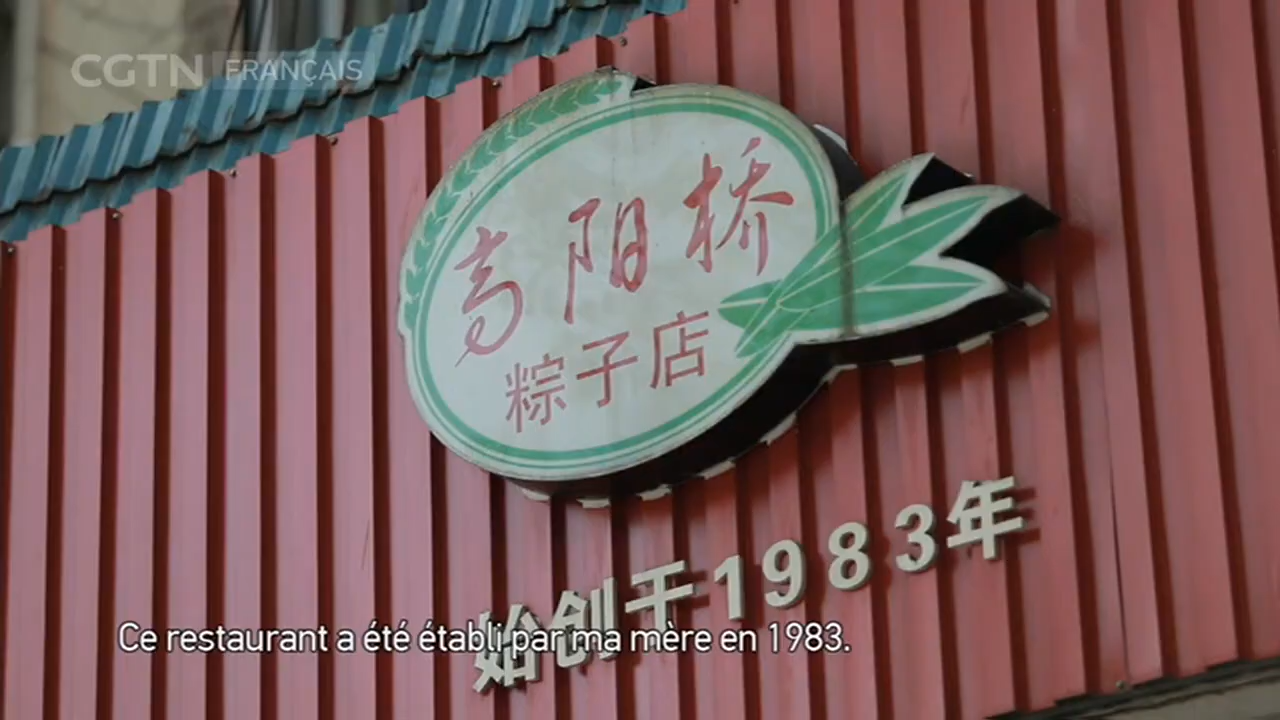 CGTN FRANÇAIS
高阳桥
粽子店
始创于1983年
Ce restaurant a été établi par ma mère en 1983.